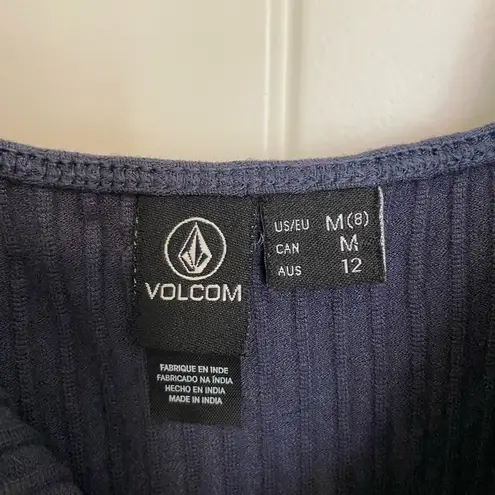 VOLCOM
US/EU M(8)
CAN M
AUS 12
FABRIQUE EN INDE
FABRICADO NA ÍNDIA
HECHO EN INDIA
MADE IN INDIA